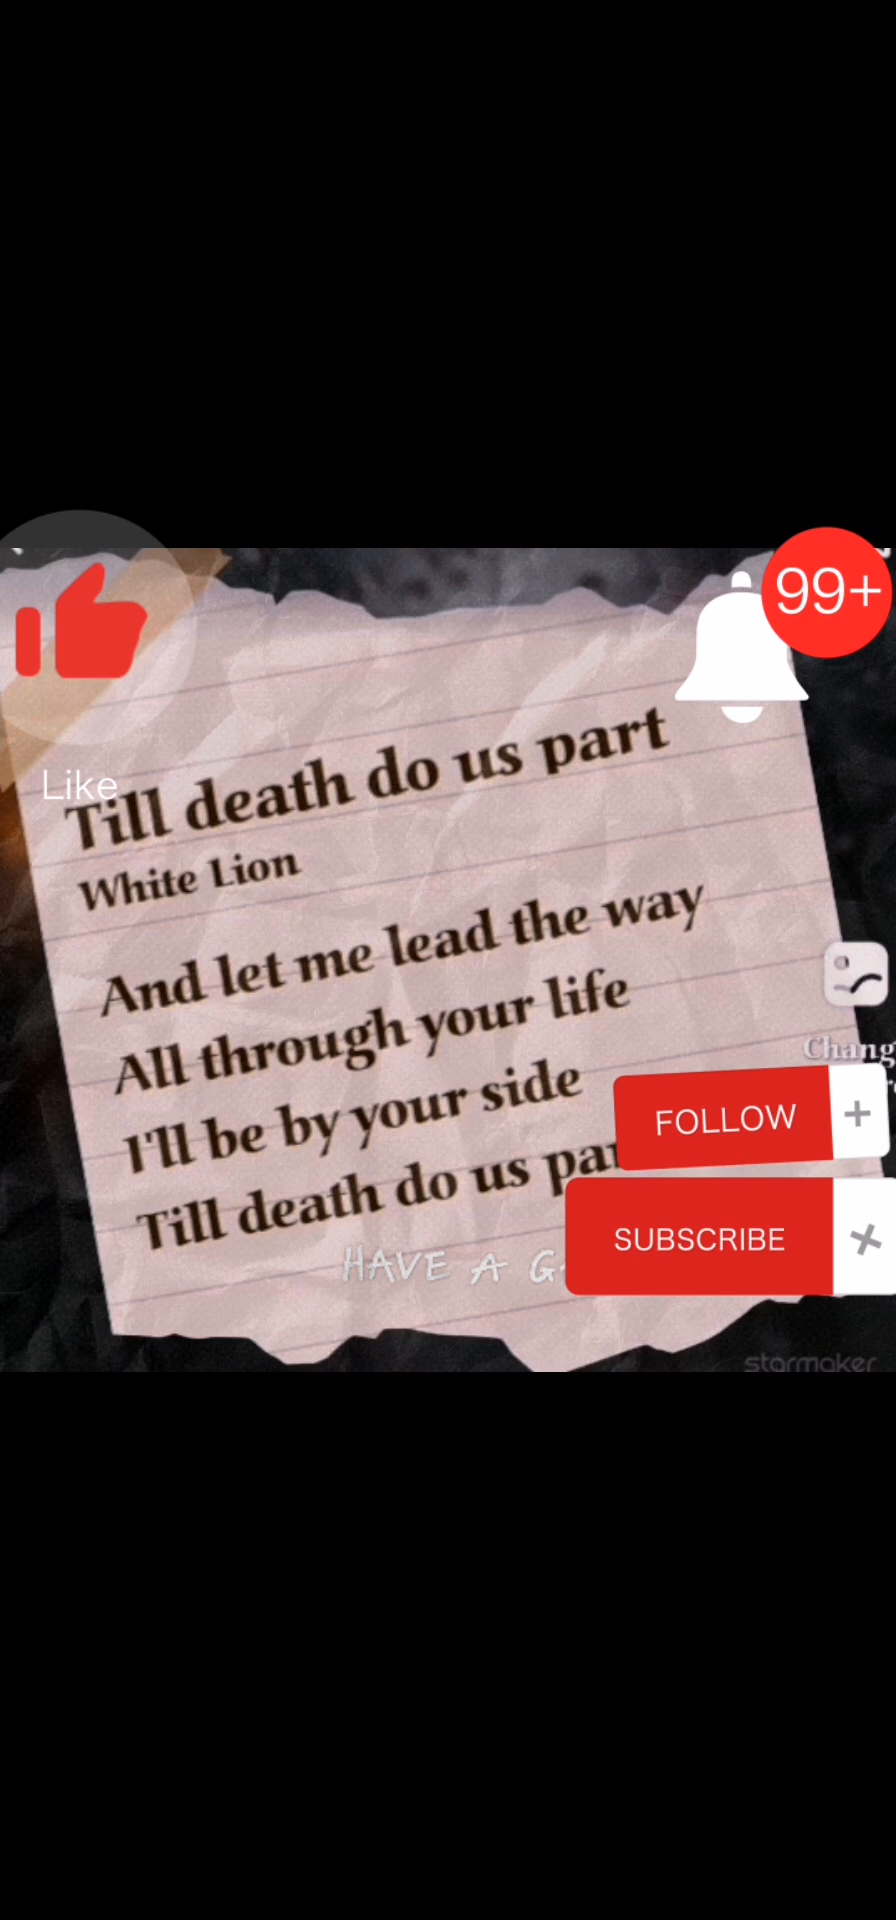 99+
Like
Till death do us part
White Lion
And let me lead the way
All through your life
I'll be by your side
Till death do us
FOLLOW
SUBSCRIBE
HAVE A
starmaker